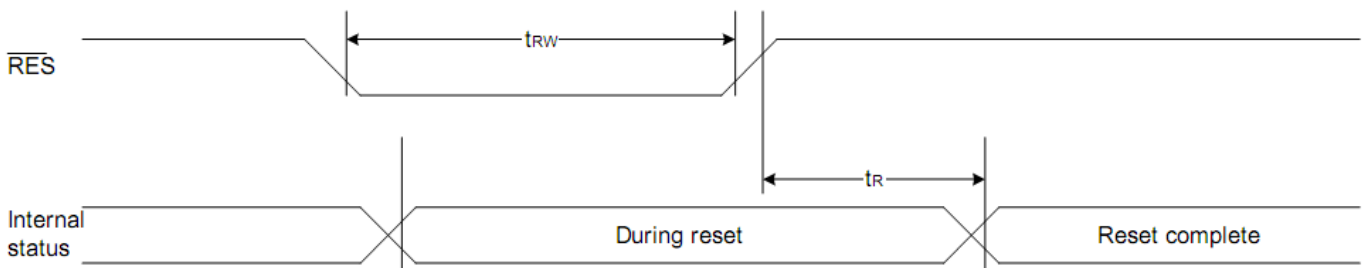 tRW
RES
tR
Internal
status
During reset
Reset complete